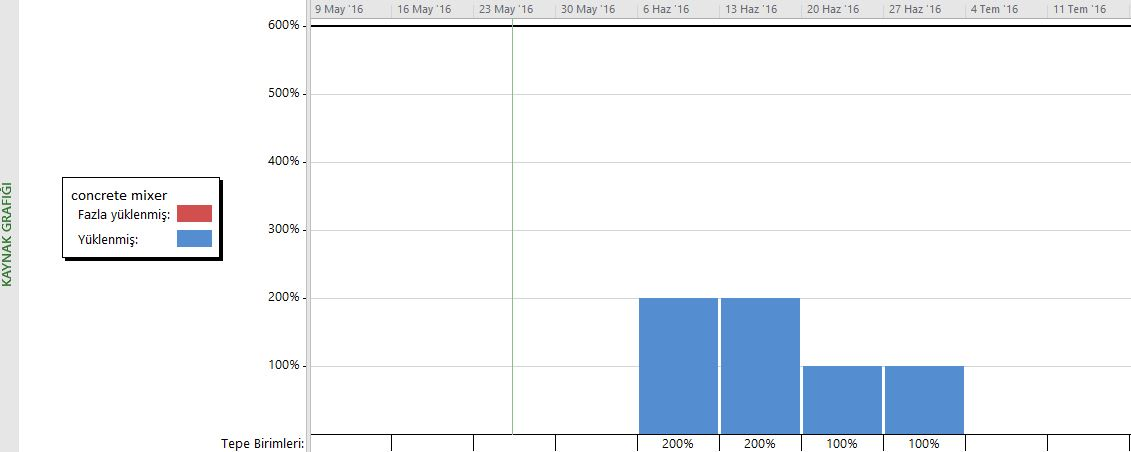 9 May '16 16 May '16 23 May '16 30 May '16 6 Haz '16 13 Haz '16 20 Haz '16 27 Haz '16 4 Tem '16 11 Tem '16
600%
500%
400%
300%
200%
100%
KAYNAK GRAFIĞI
concrete mixer
Fazla yüklenmiş:
Yüklenmiş:
Tepe Birimleri: 200% 200% 100% 100%